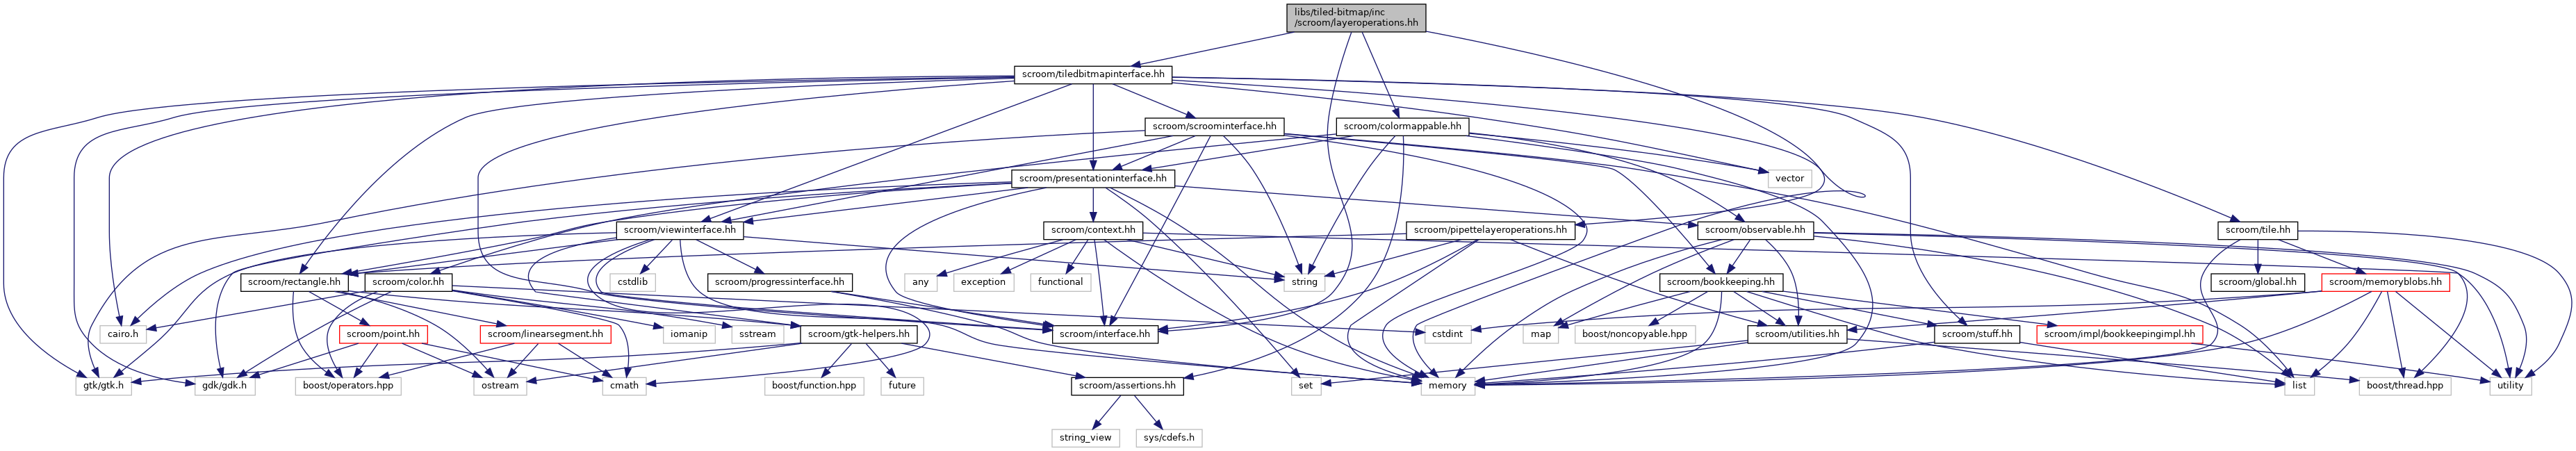 libs/tiled-bitmap/inc
/scroom/layeroperations.hh
scroom/tiledbitmapinterface.hh
scroom/scroominterface.hh
scroom/colormappable.hh
scroom/presentationinterface.hh
vector
scroom/viewinterface.hh
scroom/context.hh
scroom/pipettelayeroperations.hh
scroom/observable.hh
scroom/tile.hh
scroom/rectangle.hh
scroom/color.hh
cstdlib
scroom/progressinterface.hh
any
exception
functional
string
scroom/bookkeeping.hh
scroom/global.hh
scroom/memoryblobs.hh
cairo.h
scroom/point.hh
scroom/linearsegment.hh
iomanip
sstream
scroom/gtk-helpers.hh
scroom/interface.hh
cstdint
map
boost/noncopyable.hpp
scroom/utilities.hh
scroom/stuff.hh
scroom/impl/bookkeepingimpl.hh
gtk/gtk.h
gdk/gdk.h
boost/operators.hpp
ostream
cmath
boost/function.hpp
future
scroom/assertions.hh
set
memory
list
boost/thread.hpp
utility
string_view
sys/cdefs.h